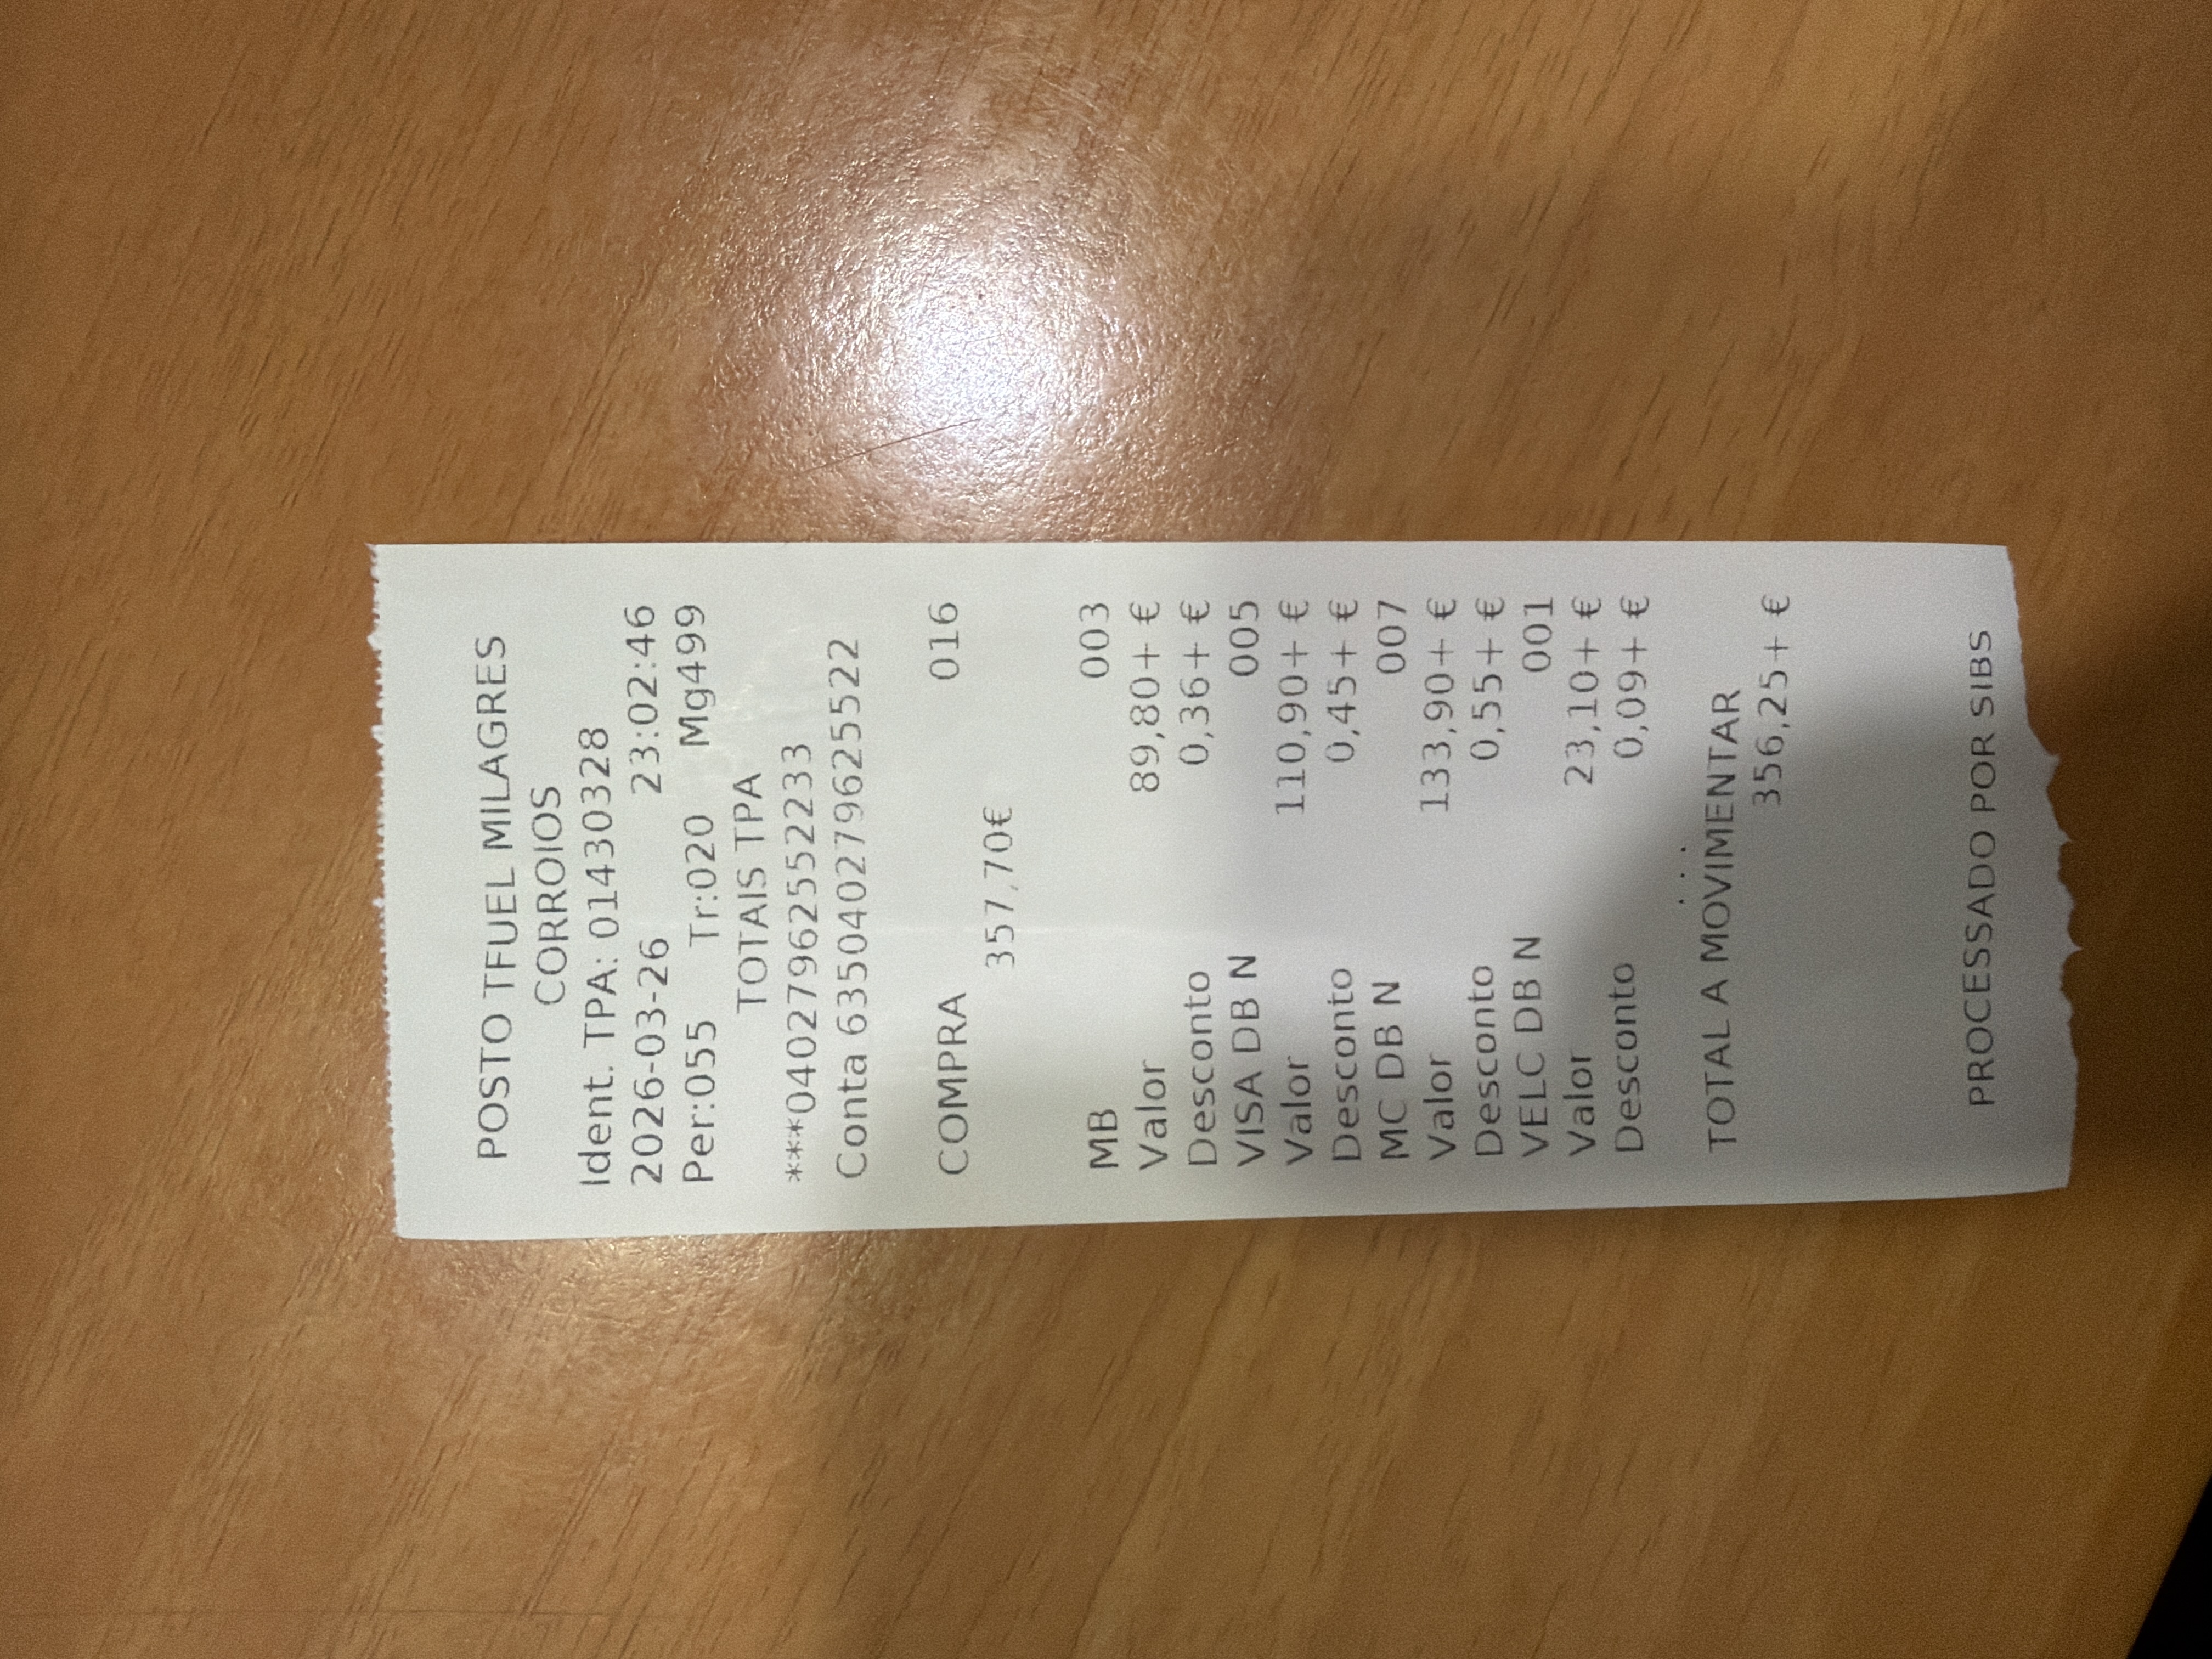 POSTO TFUEL MILAGRES
CORROIOS
Ident. TPA: 01430328
2026-03-26 23:02:46
Per:055 Tr:020 Mg499
TOTAIS TPA
***0402796255 2233
Conta 6350402796255522
COMPRA 016
357,70€
MB 003
Valor 89,80+ €
Desconto 0,36+ €
VISA DB N 005
Valor 110,90+ €
Desconto 0,45+ €
MC DB N 007
Valor 133,90+ €
Desconto 0,55+ €
VELC DB N 001
Valor 23,10+ €
Desconto 0,09+ €
TOTAL A MOVIMENTAR
356,25+ €
PROCESSADO POR SIBS